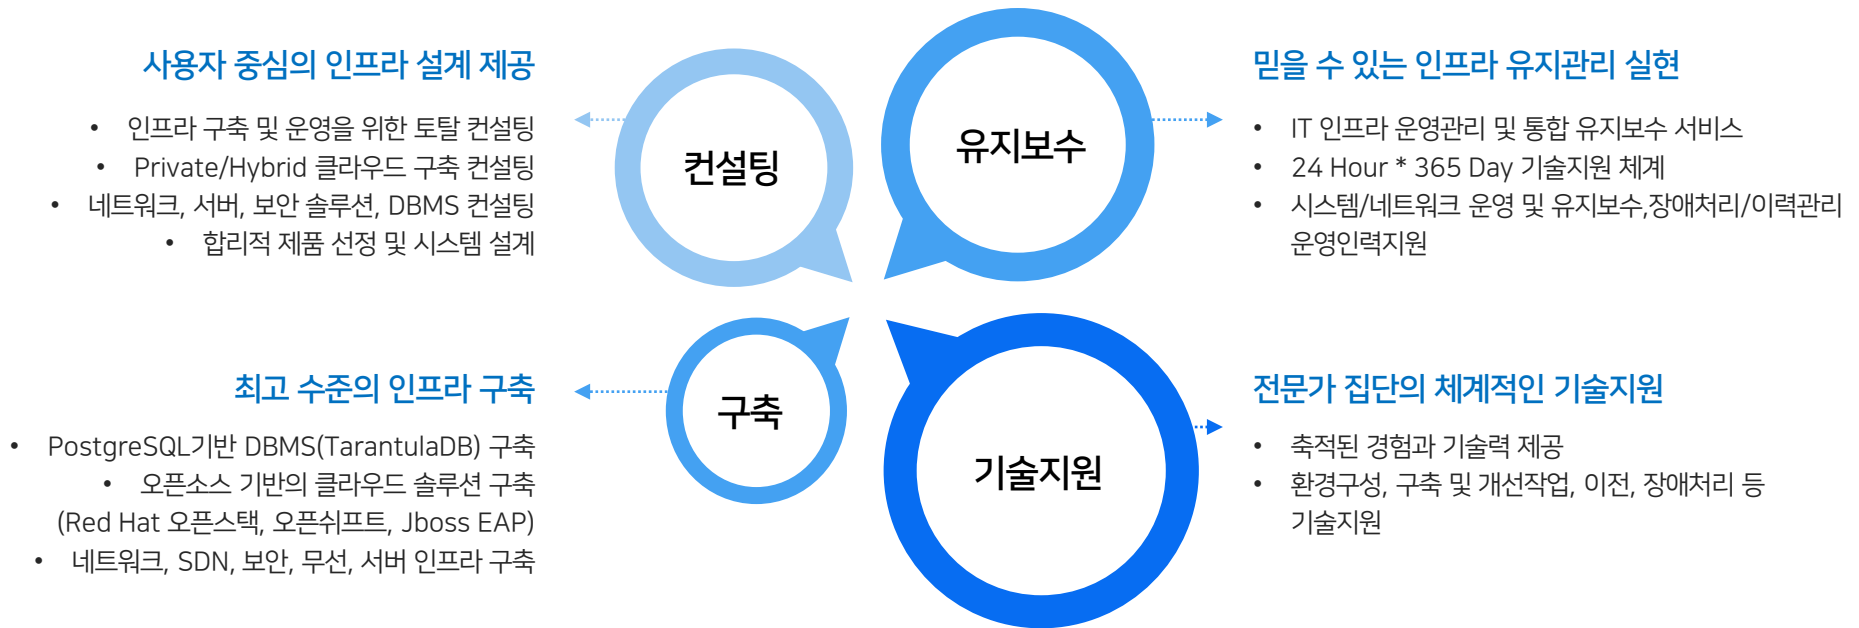 사용자 중심의 인프라 설계 제공
• 인프라 구축 및 운영을 위한 토탈 컨설팅
• Private/Hybrid 클라우드 구축 컨설팅
• 네트워크, 서버, 보안 솔루션, DBMS 컨설팅
• 합리적 제품 선정 및 시스템 설계
컨설팅
유지보수
믿을 수 있는 인프라 유지관리 실현
• IT 인프라 운영관리 및 통합 유지보수 서비스
• 24 Hour * 365 Day 기술지원 체계
• 시스템/네트워크 운영 및 유지보수,장애처리/이력관리
운영인력지원
최고 수준의 인프라 구축
• PostgreSQL기반 DBMS(TarantulaDB) 구축
• 오픈소스 기반의 클라우드 솔루션 구축
(Red Hat 오픈스택, 오픈쉬프트, Jboss EAP)
• 네트워크, SDN, 보안, 무선, 서버 인프라 구축
구축
기술지원
전문가 집단의 체계적인 기술지원
• 축적된 경험과 기술력 제공
• 환경구성, 구축 및 개선작업, 이전, 장애처리 등
기술지원